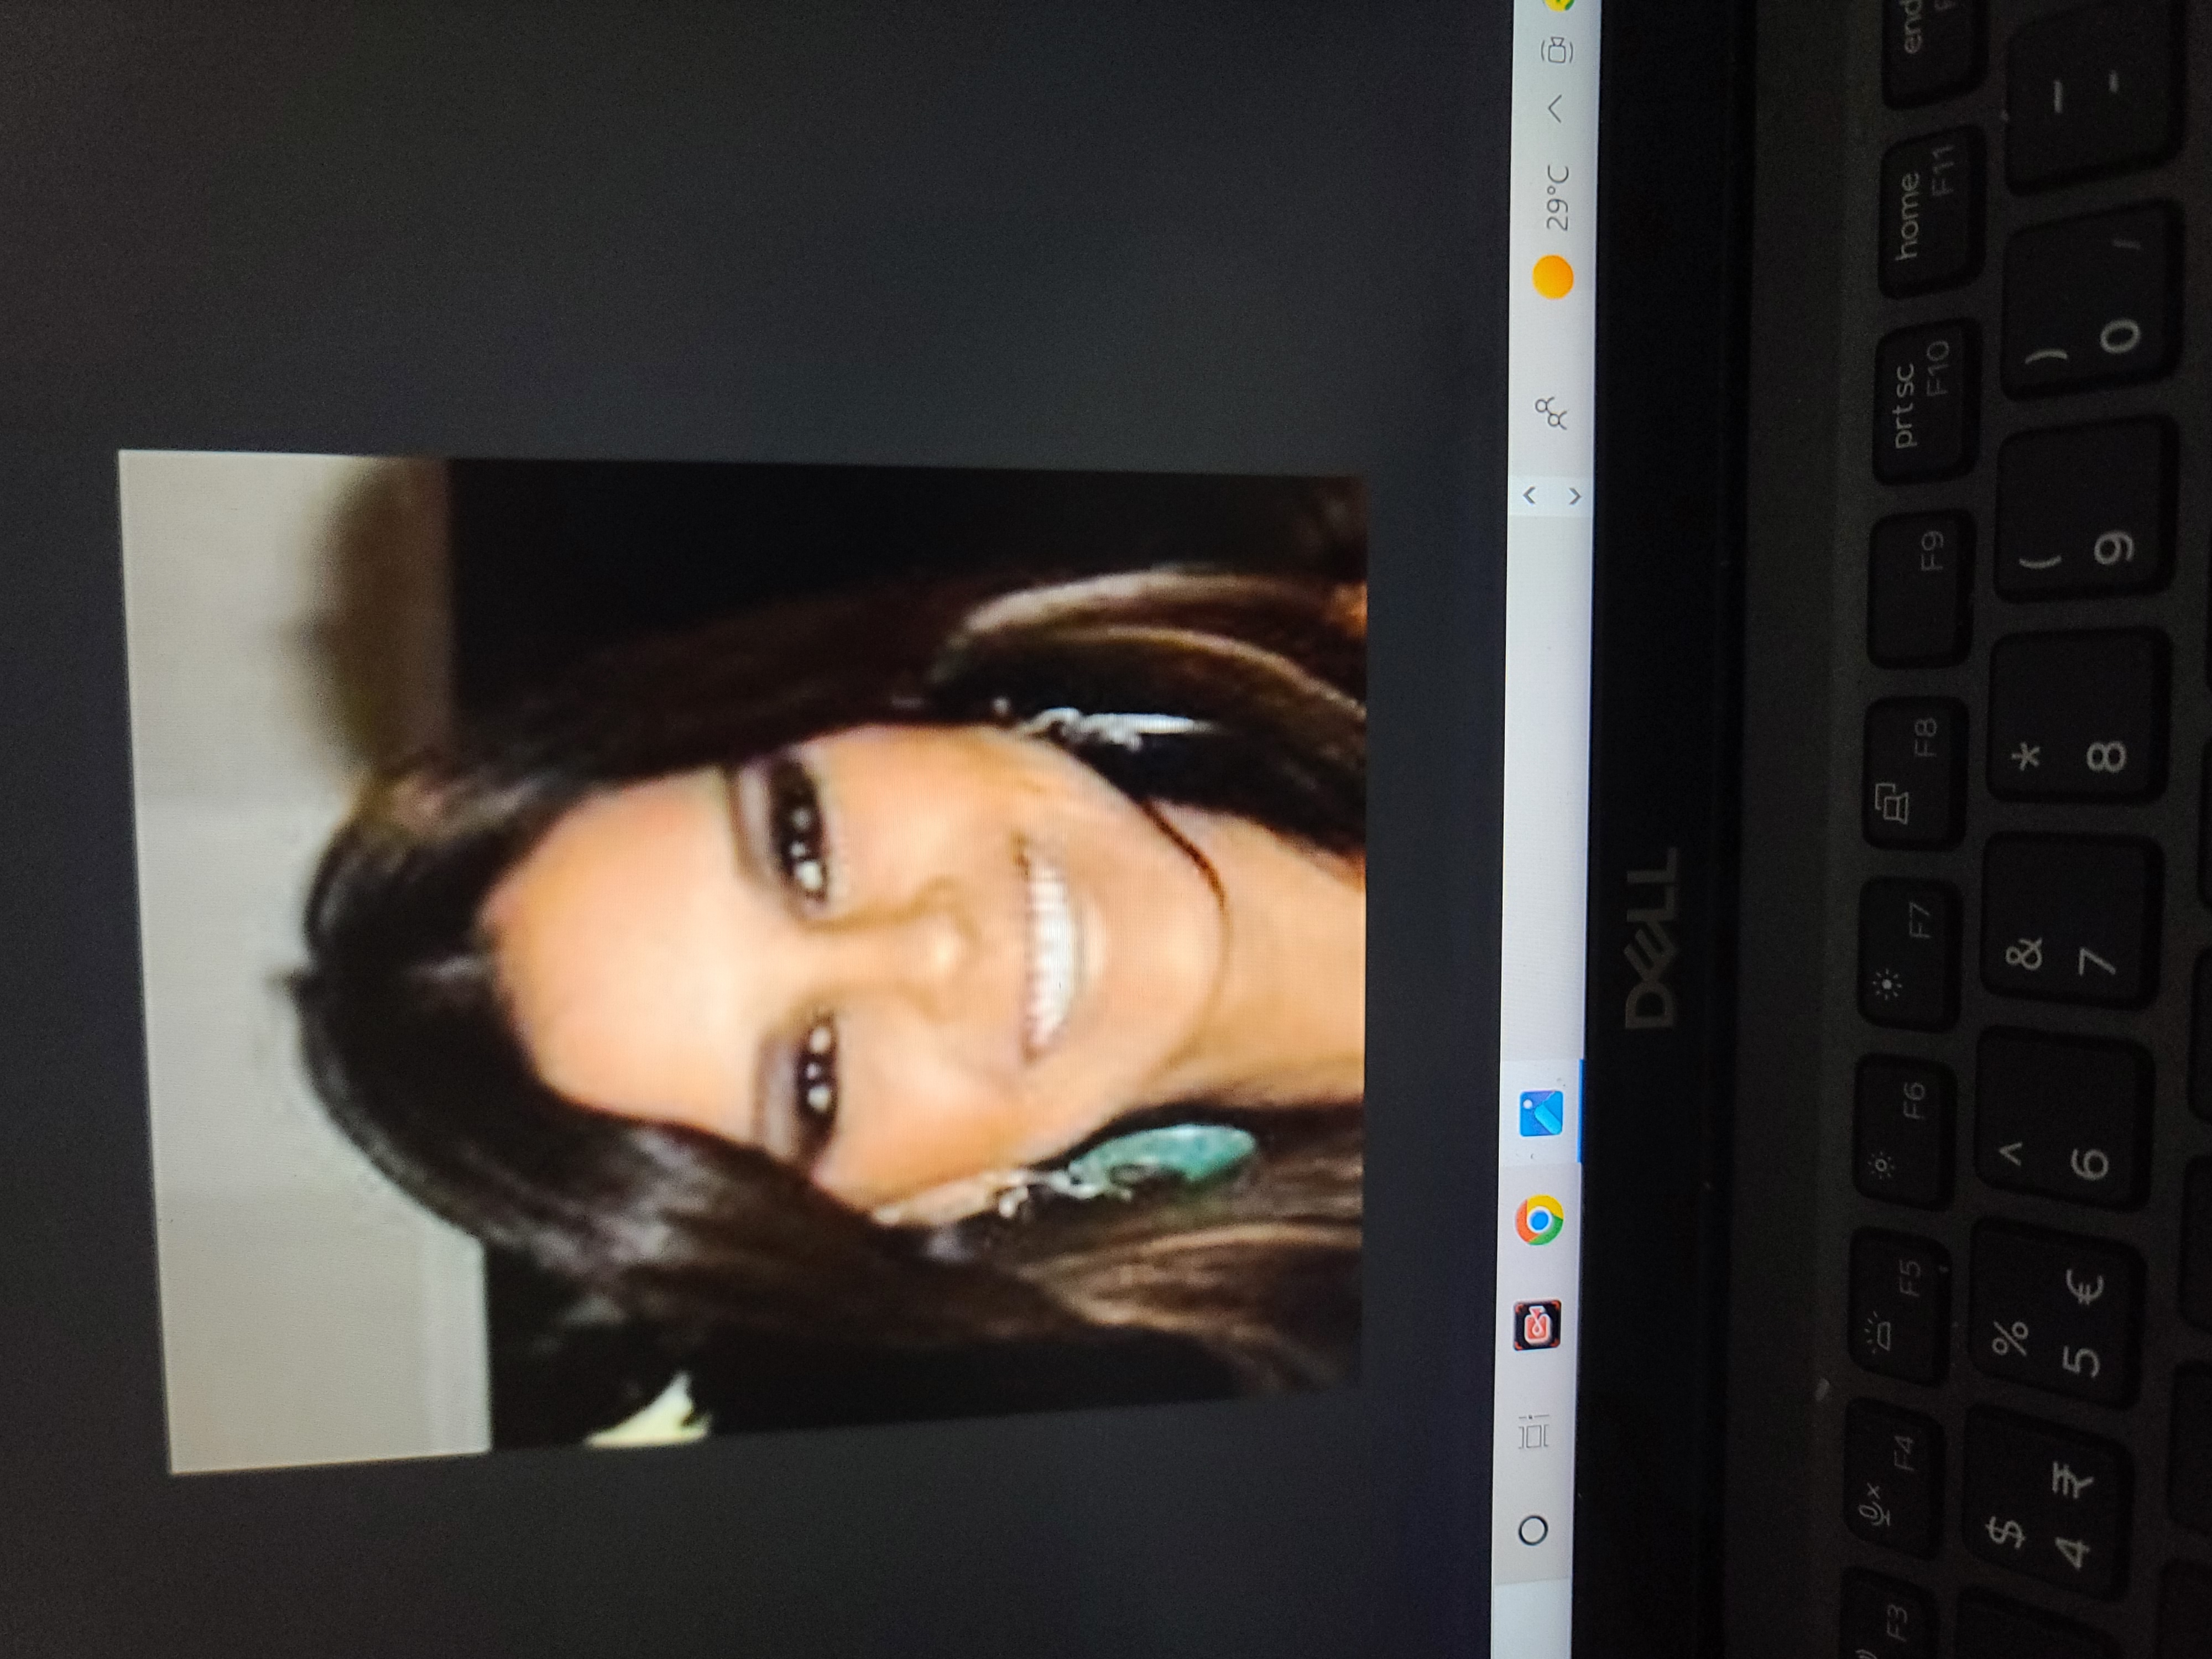 29°C
DELL
F3
F4
F5
F6
F7
F8
F9
prt sc
F10
home
F11
end
$
4 ₹
%
5 €
^
6
&
7
*
8
(
9
)
0
_
-